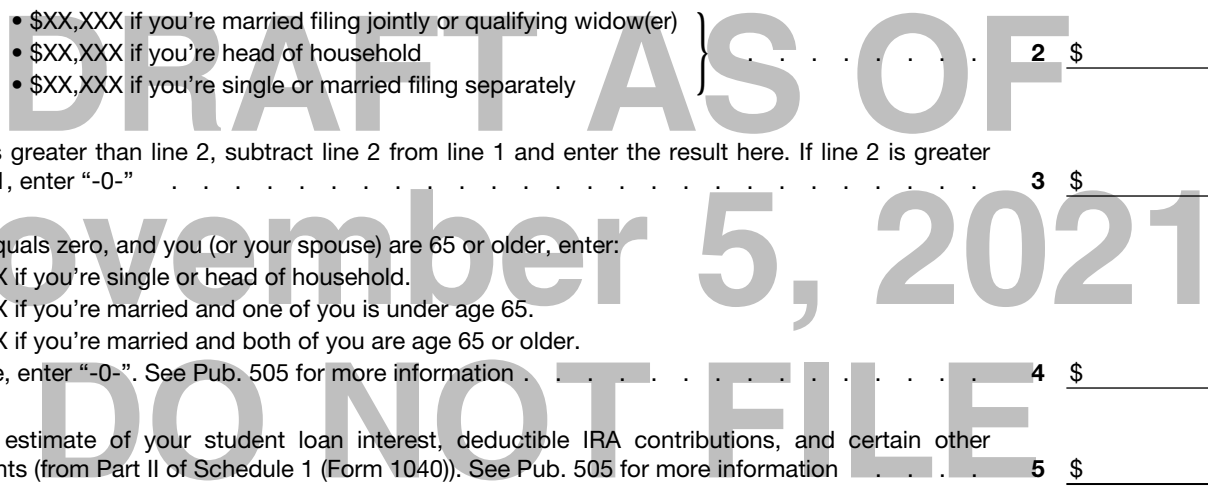 DRAFT AS OF
• $XX,XXX if you’re married filing jointly or qualifying widow(er)
• $XX,XXX if you’re head of household . . . . . . . . 2 $
• $XX,XXX if you’re single or married filing separately
greater than line 2, subtract line 2 from line 1 and enter the result here. If line 2 is greater
, enter “-0-” . . . . . . . . . . . . . . . . . . . . . . . . . . 3 $
ovember 5, 2021
quals zero, and you (or your spouse) are 65 or older, enter:
X if you’re single or head of household.
X if you’re married and one of you is under age 65.
X if you’re married and both of you are age 65 or older.
e, enter “-0-”. See Pub. 505 for more information . . . . . . . . . . . . . . . 4 $
DO NOT FILE
estimate of your student loan interest, deductible IRA contributions, and certain other
nts (from Part II of Schedule 1 (Form 1040)). See Pub. 505 for more information . . . . 5 $